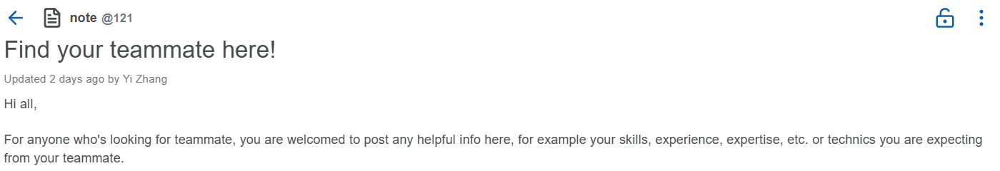 note @121
Find your teammate here!
Updated 2 days ago by Yi Zhang
Hi all,
For anyone who's looking for teammate, you are welcomed to post any helpful info here, for example your skills, experience, expertise, etc. or technics you are expecting
from your teammate.